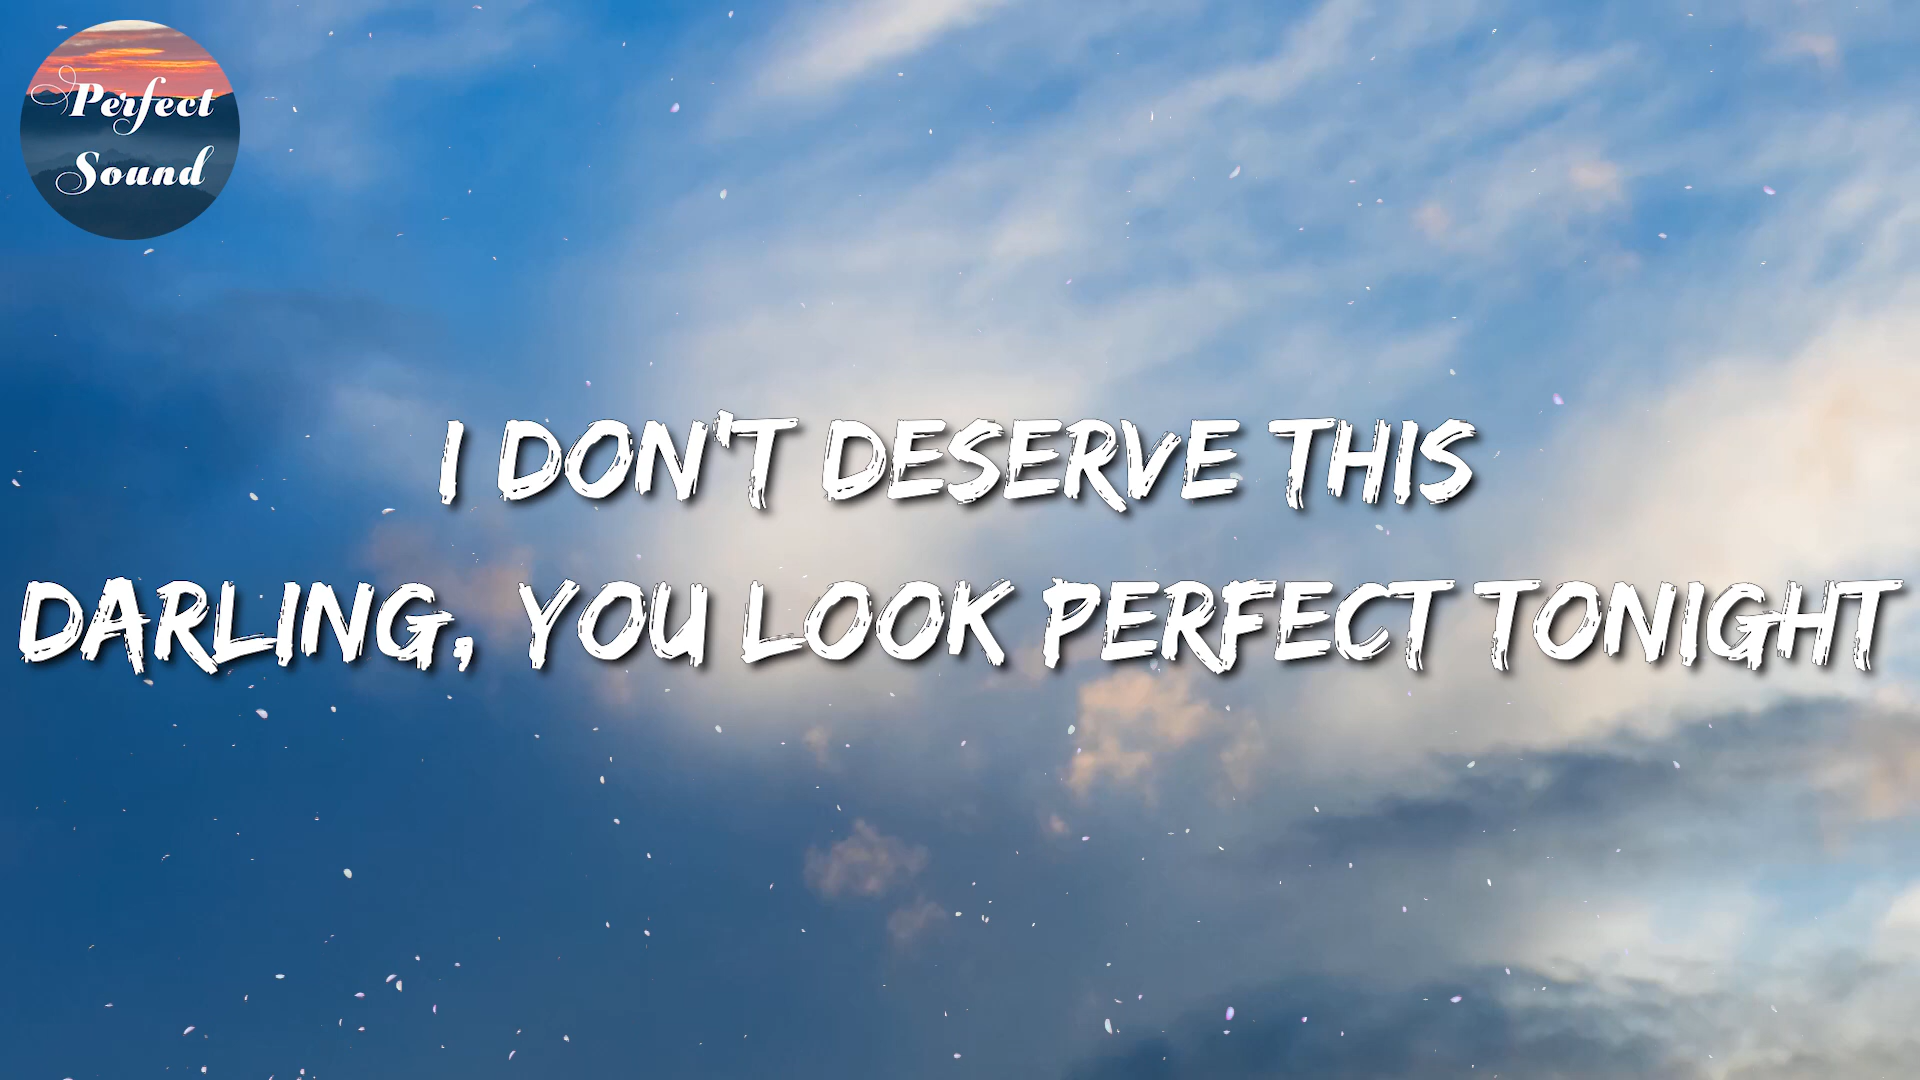 Perfect
Sound
I DON'T DESERVE THIS
DARLING, YOU LOOK PERFECT TONIGHT